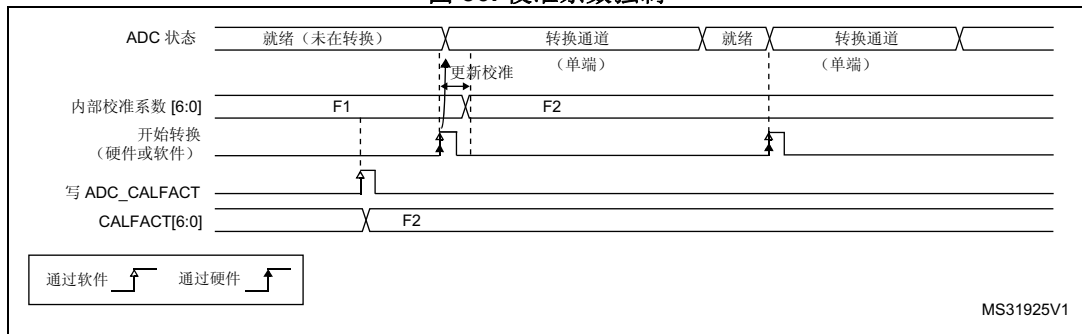 ADC 状态
就绪（未在转换）
转换通道
就绪
转换通道
（单端）
（单端）
更新校准
内部校准系数 [6:0]
F1
F2
开始转换
（硬件或软件）
写 ADC_CALFACT
CALFACT[6:0]
F2
通过软件
通过硬件
MS31925V1